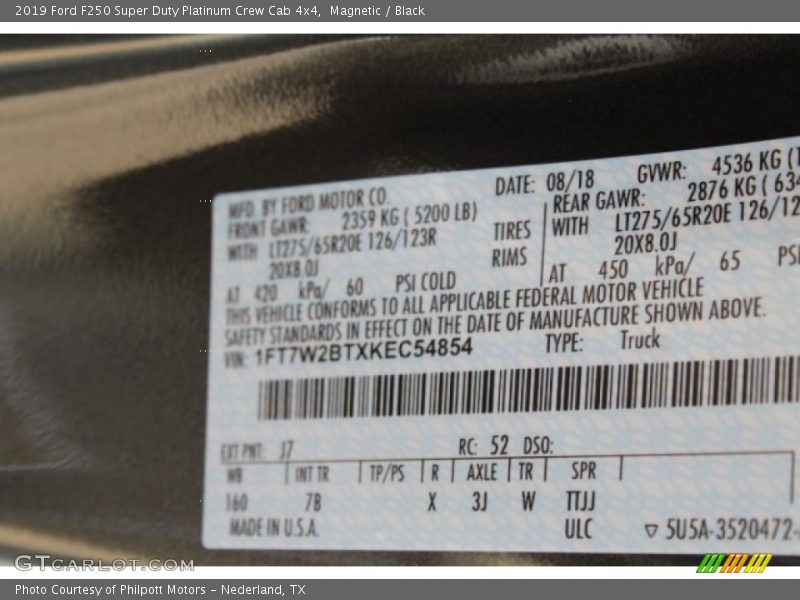 2019 Ford F250 Super Duty Platinum Crew Cab 4x4, Magnetic / Black
MFD. BY FORD MOTOR CO. DATE: 08/18 GVWR: 4536 KG (1
FRONT GAWR: 2359 KG ( 5200 LB) REAR GAWR: 2876 KG ( 634
WITH LT275/65R20E 126/123R TIRES WITH LT275/65R20E 126/12
20X8.0J RIMS 20X8.0J
AT 420 kPa/ 60 PSI COLD AT 450 kPa/ 65 PSI
THIS VEHICLE CONFORMS TO ALL APPLICABLE FEDERAL MOTOR VEHICLE
SAFETY STANDARDS IN EFFECT ON THE DATE OF MANUFACTURE SHOWN ABOVE.
VIN: 1FT7W2BTXKEC54854 TYPE: Truck
EXT PNT: J7 RC: 52 DSO:
WB INT TR TP/PS R AXLE TR SPR
160 7B X 3J W TTJJ
MADE IN U.S.A. ULC ▽ 5U5A-3520472-
GTCARLOT.COM
Photo Courtesy of Philpott Motors - Nederland, TX